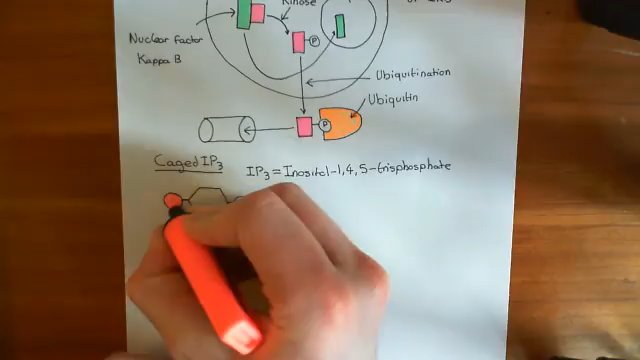 Kinase
P
Nuclear factor
Kappa B
Ubiquitination
Ubiquitin
P
Caged IP3
IP3 = Inositol-1,4,5-trisphosphate